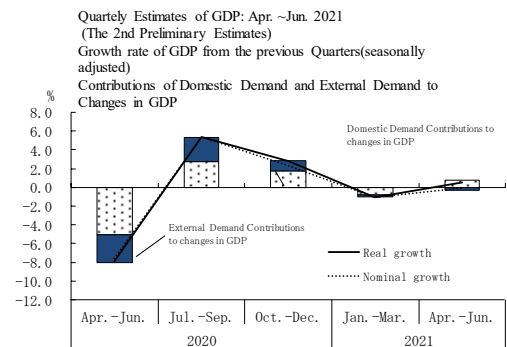 Quartely Estimates of GDP: Apr. ~Jun. 2021
(The 2nd Preliminary Estimates)
Growth rate of GDP from the previous Quarters(seasonally
adjusted)
Contributions of Domestic Demand and External Demand to
Changes in GDP
%
8.0
6.0
4.0
2.0
0.0
-2.0
-4.0
-6.0
-8.0
-10.0
-12.0
Domestic Demand Contributions to
changes in GDP
External Demand Contributions
to changes in GDP
Real growth
Nominal growth
Apr.-Jun. Jul.-Sep. Oct.-Dec. Jan.-Mar. Apr.-Jun.
2020 2021